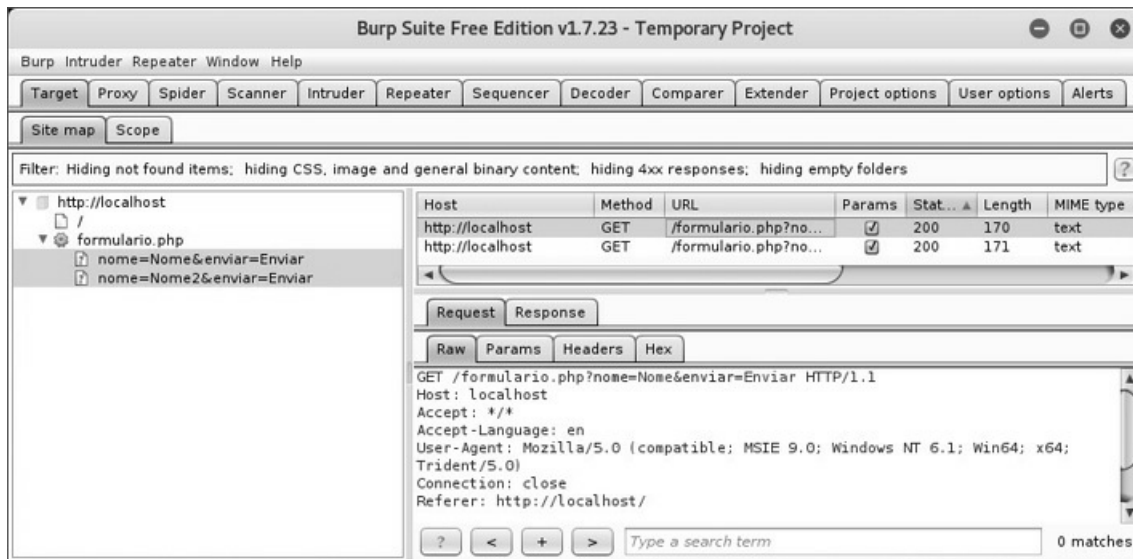 Burp Suite Free Edition v1.7.23 - Temporary Project
Burp Intruder Repeater Window Help
Target Proxy Spider Scanner Intruder Repeater Sequencer Decoder Comparer Extender Project options User options Alerts
Site map Scope
Filter: Hiding not found items; hiding CSS, image and general binary content; hiding 4xx responses; hiding empty folders ?
http://localhost
/
formulario.php
nome=Nome&enviar=Enviar
nome=Nome2&enviar=Enviar
Host Method URL Params Stat... Length MIME type
http://localhost GET /formulario.php?no... 200 170 text
http://localhost GET /formulario.php?no... 200 171 text
Request Response
Raw Params Headers Hex
GET /formulario.php?nome=Nome&enviar=Enviar HTTP/1.1
Host: localhost
Accept: */*
Accept-Language: en
User-Agent: Mozilla/5.0 (compatible; MSIE 9.0; Windows NT 6.1; Win64; x64;
Trident/5.0)
Connection: close
Referer: http://localhost/
? < + > Type a search term 0 matches